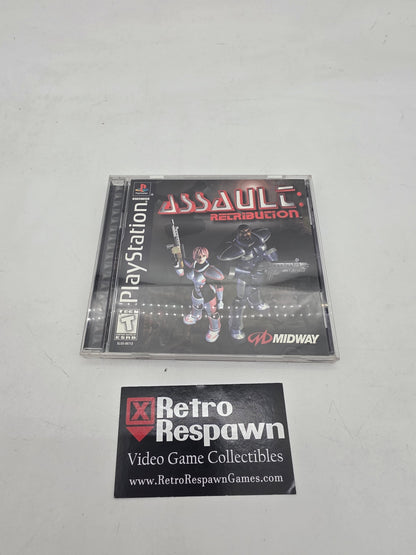 PlayStation
ASSAULT:
RETRIBUTION
T
ESRB
MIDWAY
Retro
Respawn
Video Game Collectibles
www.RetroRespawnGames.com